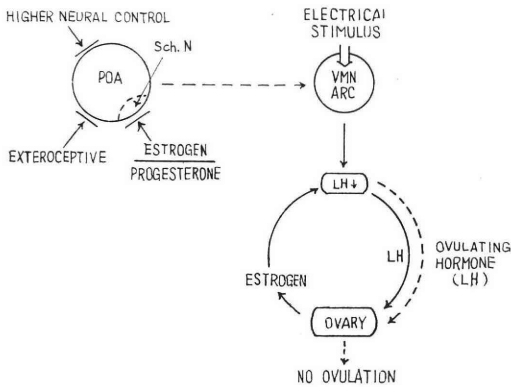 HIGHER NEURAL CONTROL
Sch. N
POA
EXTEROCEPTIVE
ESTROGEN
PROGESTERONE
ELECTRICAL
STIMULUS
VMN
ARC
LH↓
LH
OVULATING
HORMONE
(LH)
ESTROGEN
OVARY
NO OVULATION